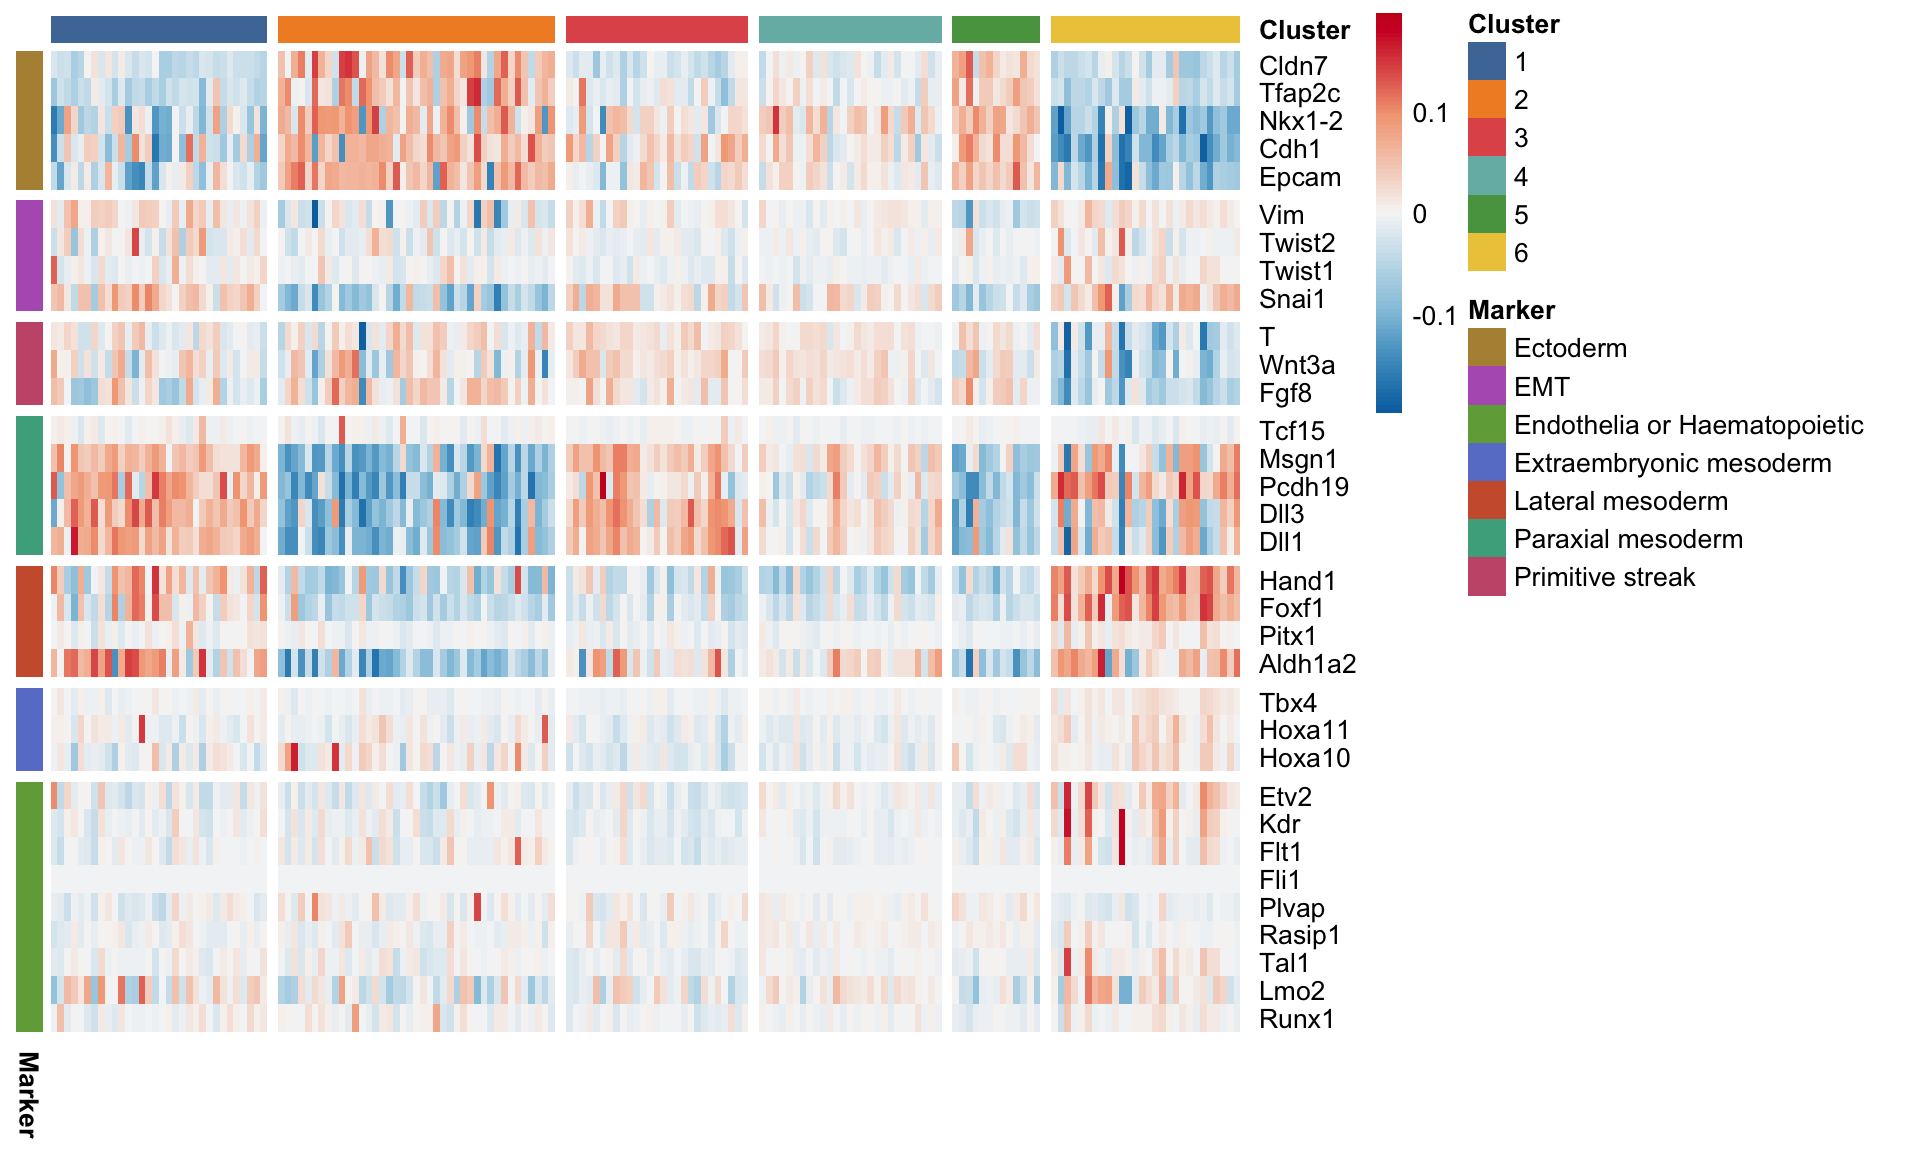 Cluster
Cldn7
Tfap2c
Nkx1-2
Cdh1
Epcam
Vim
Twist2
Twist1
Snai1
T
Wnt3a
Fgf8
Tcf15
Msgn1
Pcdh19
Dll3
Dll1
Hand1
Foxf1
Pitx1
Aldh1a2
Tbx4
Hoxa11
Hoxa10
Etv2
Kdr
Flt1
Fli1
Plvap
Rasip1
Tal1
Lmo2
Runx1
Marker
0.1
0
-0.1
Cluster
1
2
3
4
5
6
Marker
Ectoderm
EMT
Endothelia or Haematopoietic
Extraembryonic mesoderm
Lateral mesoderm
Paraxial mesoderm
Primitive streak